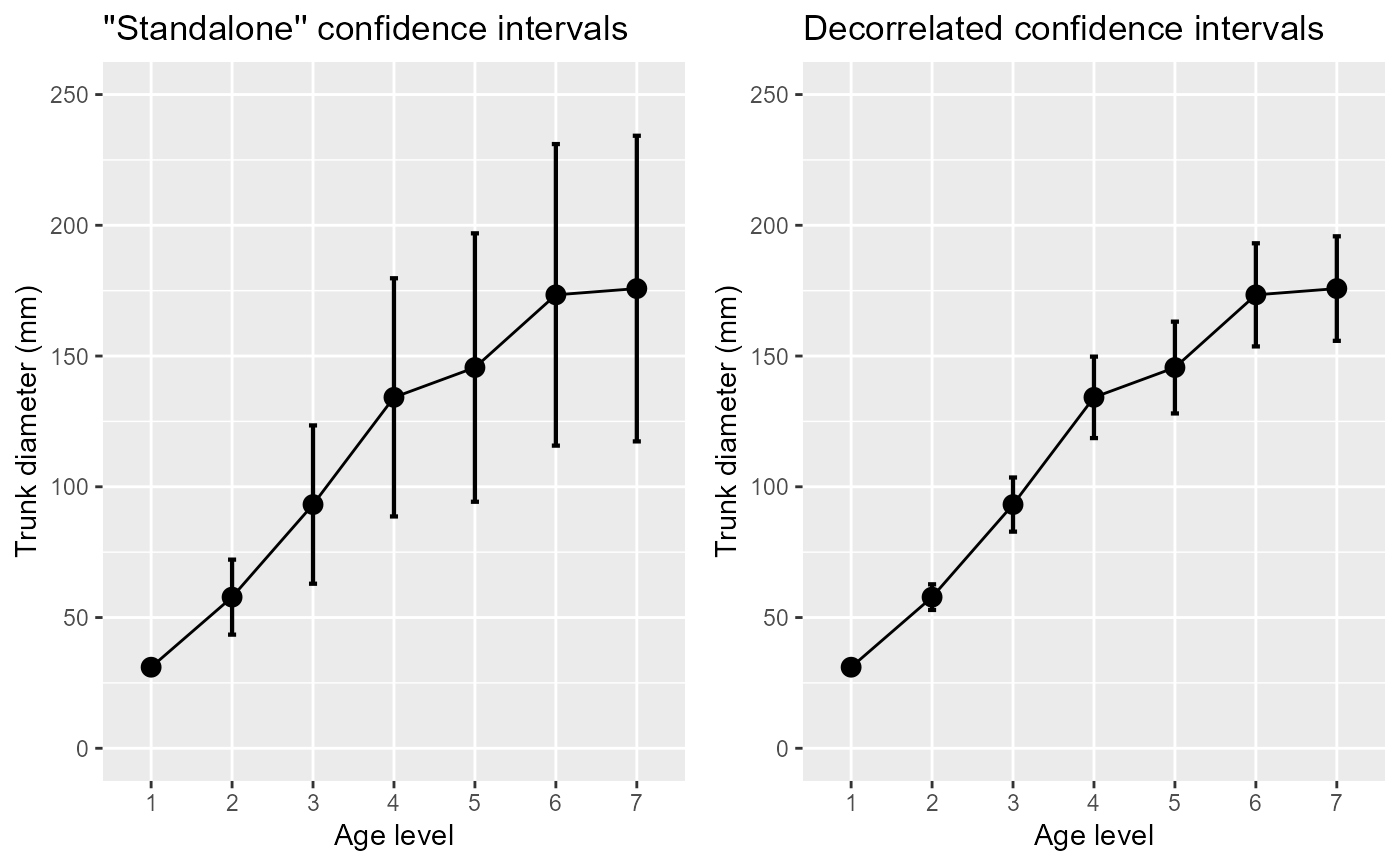 "Standalone" confidence intervals
Trunk diameter (mm)
250
200
150
100
50
0
1 2 3 4 5 6 7
Age level
Decorrelated confidence intervals
Trunk diameter (mm)
250
200
150
100
50
0
1 2 3 4 5 6 7
Age level